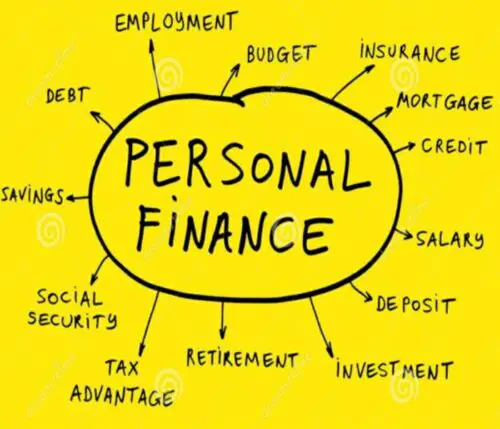 EMPLOYMENT
BUDGET
INSURANCE
DEBT
MORTGAGE
CREDIT
PERSONAL
FINANCE
SAVINGS
SALARY
SOCIAL
SECURITY
DEPOSIT
TAX
ADVANTAGE
RETIREMENT
INVESTMENT